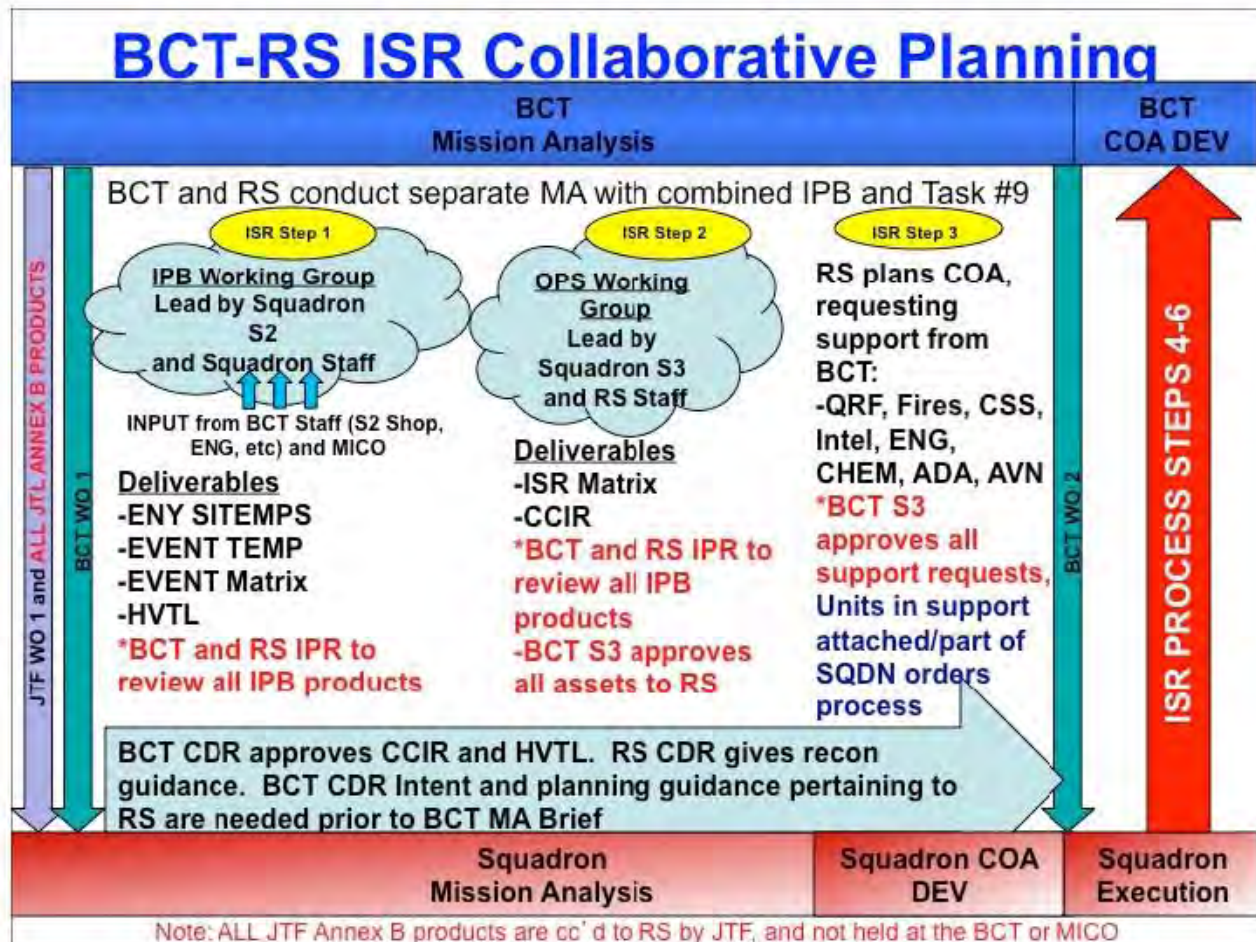 BCT-RS ISR Collaborative Planning
BCT
Mission Analysis
BCT
COA DEV
BCT and RS conduct separate MA with combined IPB and Task #9
JTF WO 1 and ALL JTL ANNEX B PRODUCTS
BCT WO 1
ISR Step 1
IPB Working Group
Lead by Squadron
S2
and Squadron Staff
INPUT from BCT Staff (S2 Shop,
ENG, etc) and MICO
Deliverables
-ENY SITEMPS
-EVENT TEMP
-EVENT Matrix
-HVTL
*BCT and RS IPR to
review all IPB products
ISR Step 2
OPS Working
Group
Lead by
Squadron S3
and RS Staff
Deliverables
-ISR Matrix
-CCIR
*BCT and RS IPR to
review all IPB
products
-BCT S3 approves
all assets to RS
ISR Step 3
RS plans COA,
requesting
support from
BCT:
-QRF, Fires, CSS,
Intel, ENG,
CHEM, ADA, AVN
*BCT S3
approves all
support requests,
Units in support
attached/part of
SQDN orders
process
BCT WO 2
ISR PROCESS STEPS 4-6
BCT CDR approves CCIR and HVTL. RS CDR gives recon
guidance. BCT CDR Intent and planning guidance pertaining to
RS are needed prior to BCT MA Brief
Squadron
Mission Analysis
Squadron COA
DEV
Squadron
Execution
Note: ALL JTF Annex B products are cc'd to RS by JTF, and not held at the BCT or MICO